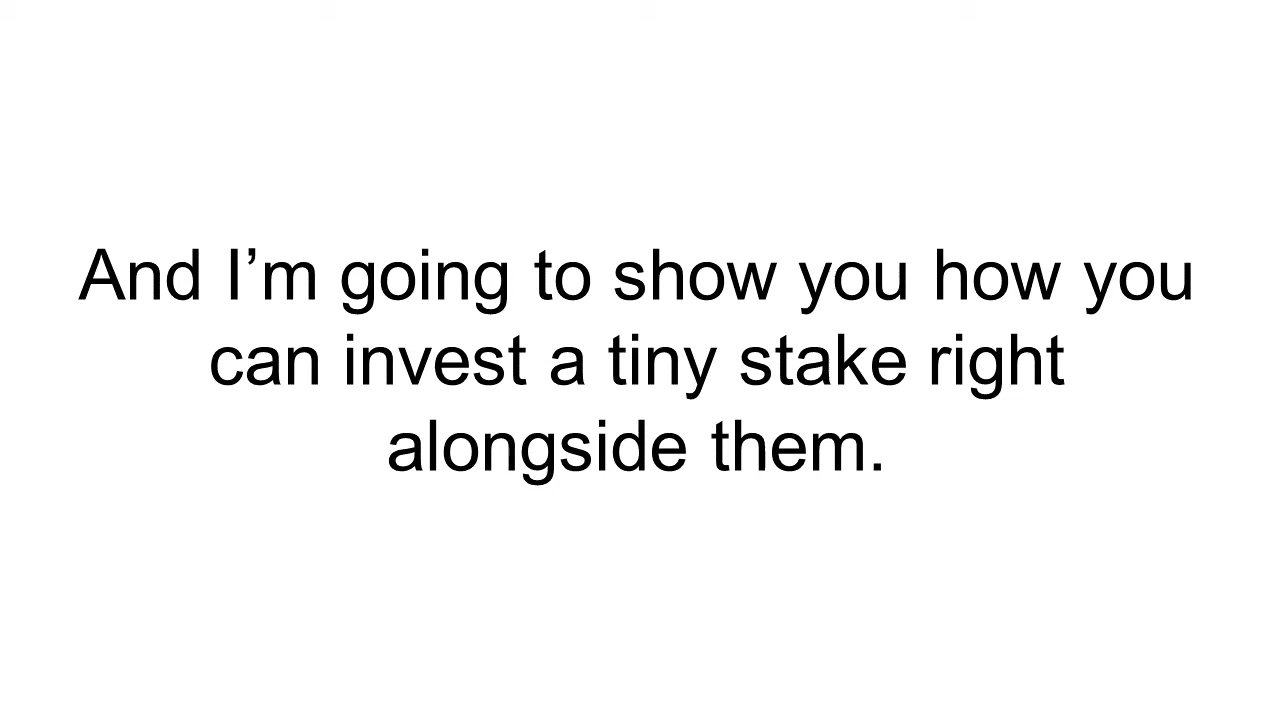 And I’m going to show you how you
can invest a tiny stake right
alongside them.